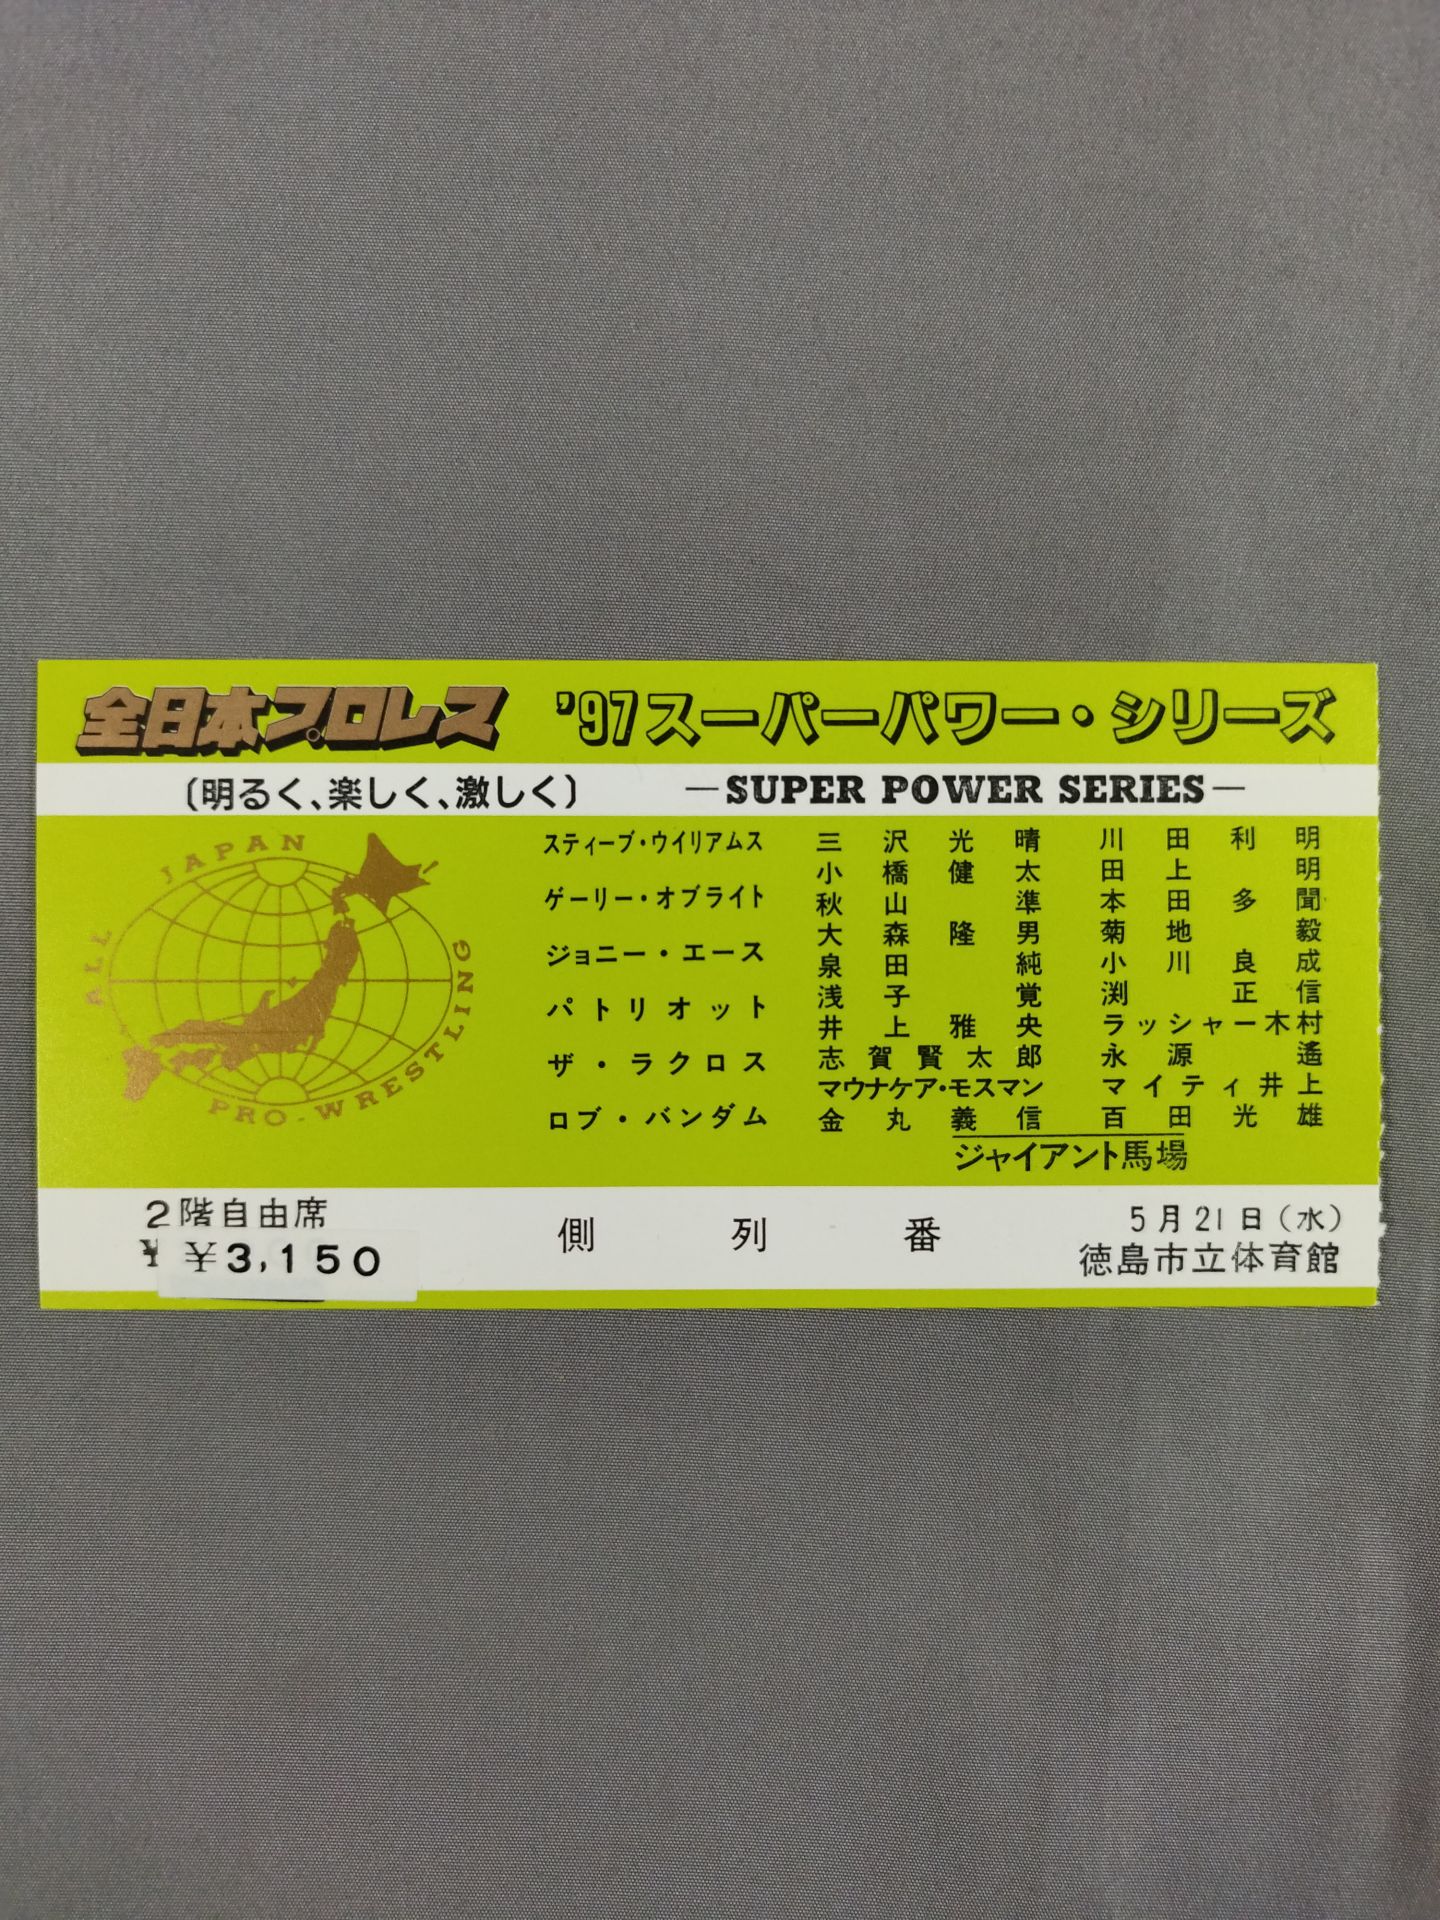 全日本プロレス '97スーパーパワー・シリーズ
〔明るく、楽しく、激しく〕 —SUPER POWER SERIES—
ALL JAPAN PRO-WRESTLING
スティーブ・ウイリアムス
ゲーリー・オブライト
ジョニー・エース
パトリオット
ザ・ラクロス
ロブ・バンダム
三沢光晴 川田利明
小橋健太 田上明
秋山準 本田多聞
大森隆男 菊地毅
泉田純 小川良成
浅子覚 渕正信
井上雅央 ラッシャー木村
志賀賢太郎 永源遙
マウナケア・モスマン マイティ井上
金丸義信 百田光雄
ジャイアント馬場
2階自由席
¥3,150
側 列 番
5月21日(水)
徳島市立体育館